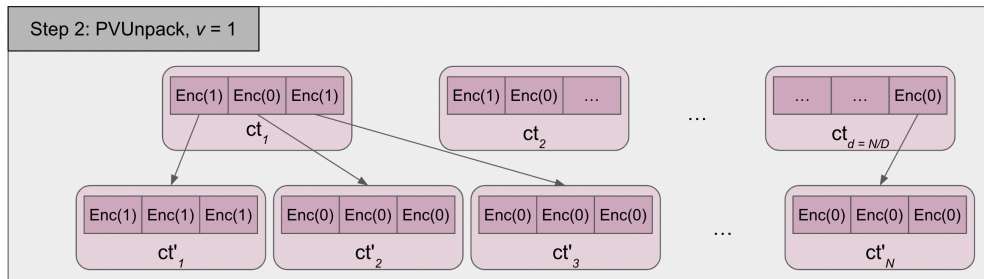 Step 2: PVUnpack, v = 1
Enc(1) Enc(0) Enc(1)
ct1
Enc(1) Enc(0) ...
ct2
...
... ... Enc(0)
ctd = N/D
Enc(1) Enc(1) Enc(1)
ct'1
Enc(0) Enc(0) Enc(0)
ct'2
Enc(0) Enc(0) Enc(0)
ct'3
...
Enc(0) Enc(0) Enc(0)
ct'N